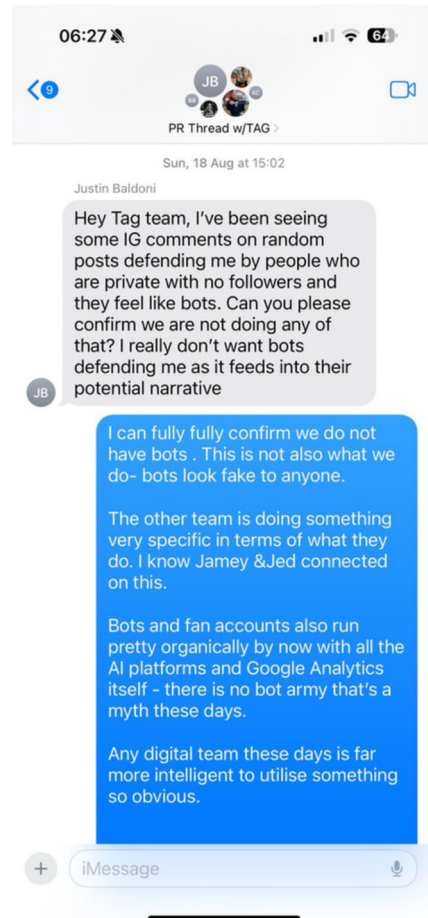 06:27
64
9
JB
BB
KC
PR Thread w/TAG
Sun, 18 Aug at 15:02
Justin Baldoni
Hey Tag team, I've been seeing
some IG comments on random
posts defending me by people who
are private with no followers and
they feel like bots. Can you please
confirm we are not doing any of
that? I really don't want bots
defending me as it feeds into their
potential narrative
JB
I can fully fully confirm we do not
have bots . This is not also what we
do- bots look fake to anyone.
The other team is doing something
very specific in terms of what they
do. I know Jamey &Jed connected
on this.
Bots and fan accounts also run
pretty organically by now with all the
AI platforms and Google Analytics
itself - there is no bot army that's a
myth these days.
Any digital team these days is far
more intelligent to utilise something
so obvious.
iMessage